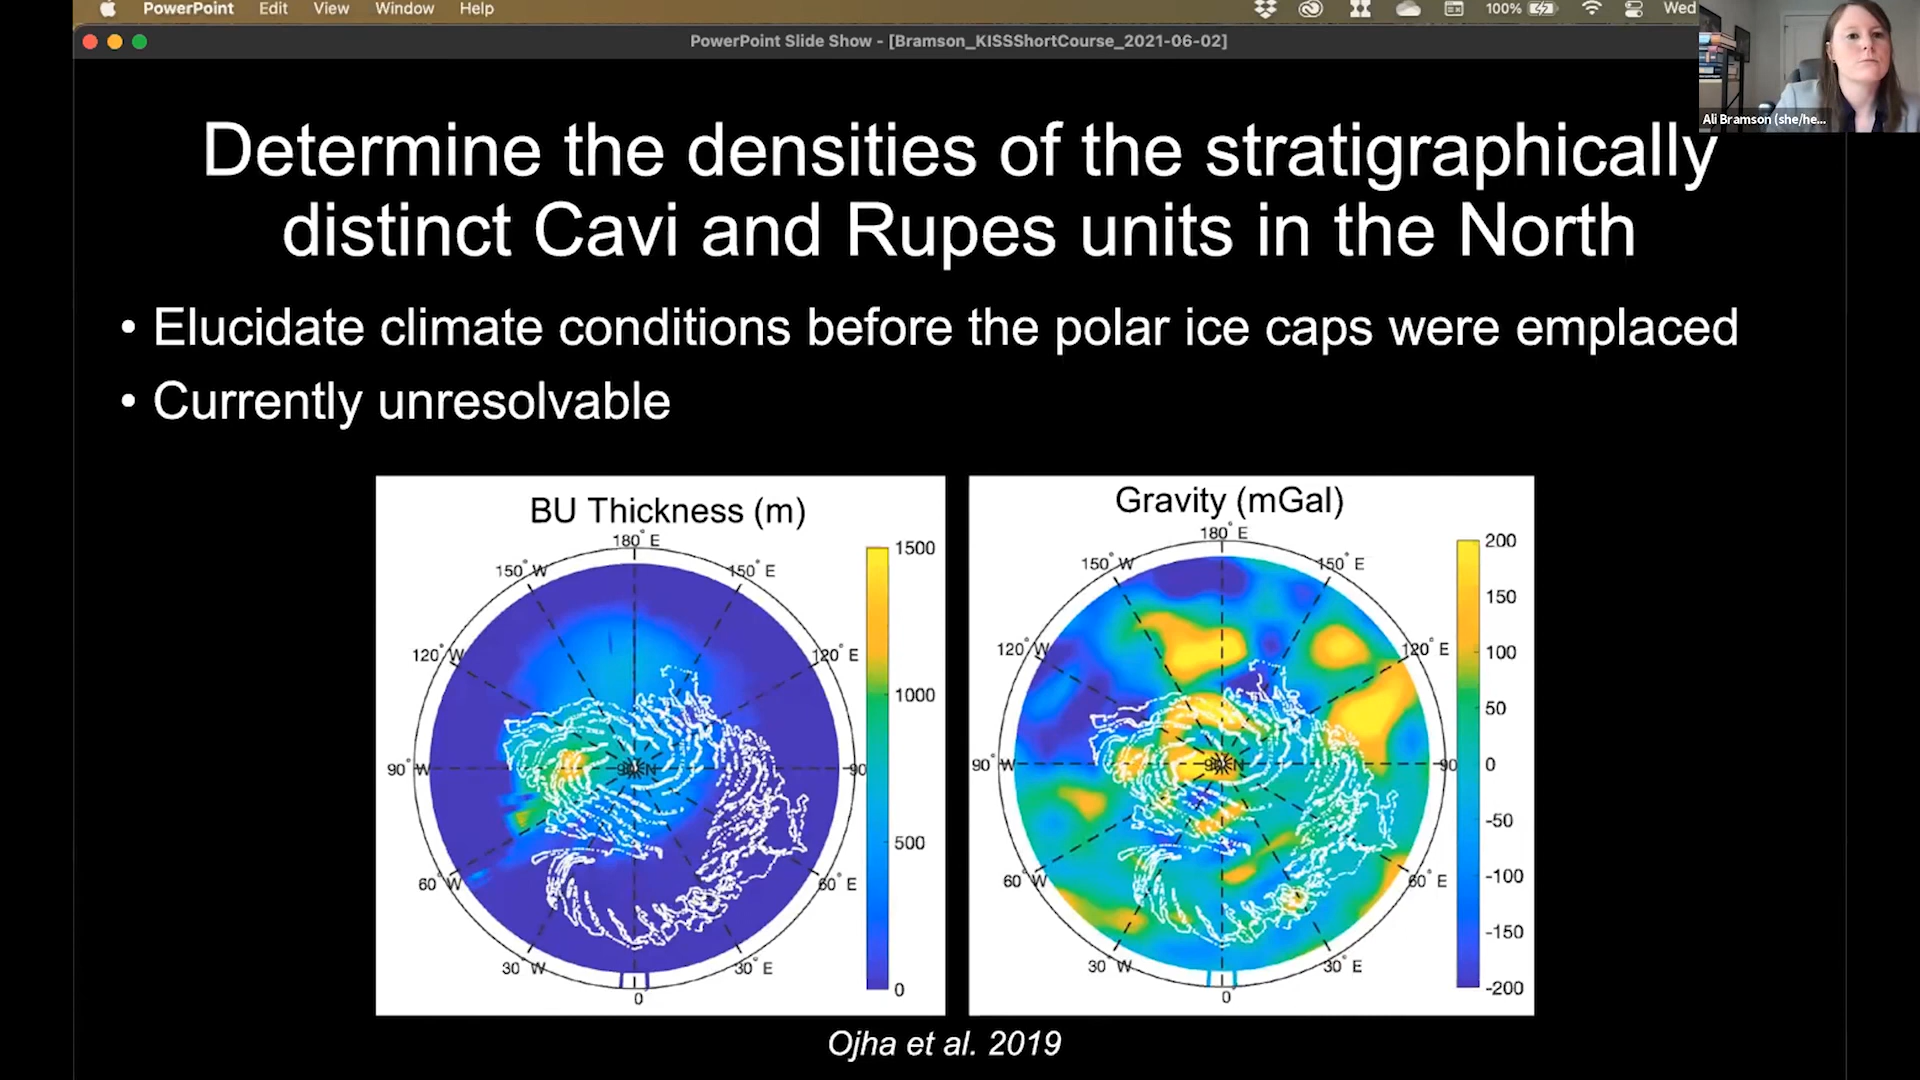 PowerPoint Edit View Window Help 100% Wed
PowerPoint Slide Show - [Bramson_KISSShortCourse_2021-06-02]
Ali Bramson (she/he...
Determine the densities of the stratigraphically
distinct Cavi and Rupes units in the North
• Elucidate climate conditions before the polar ice caps were emplaced
• Currently unresolvable
BU Thickness (m)
180° E
150° W
150° E
120° W
120° E
90° W
90°N
90
60° W
60° E
30° W
30° E
0°
1500
1000
500
0
Gravity (mGal)
180° E
150° W
150° E
120° W
120° E
90° W
90°N
90
60° W
60° E
30° W
30° E
0°
200
150
100
50
0
-50
-100
-150
-200
Ojha et al. 2019